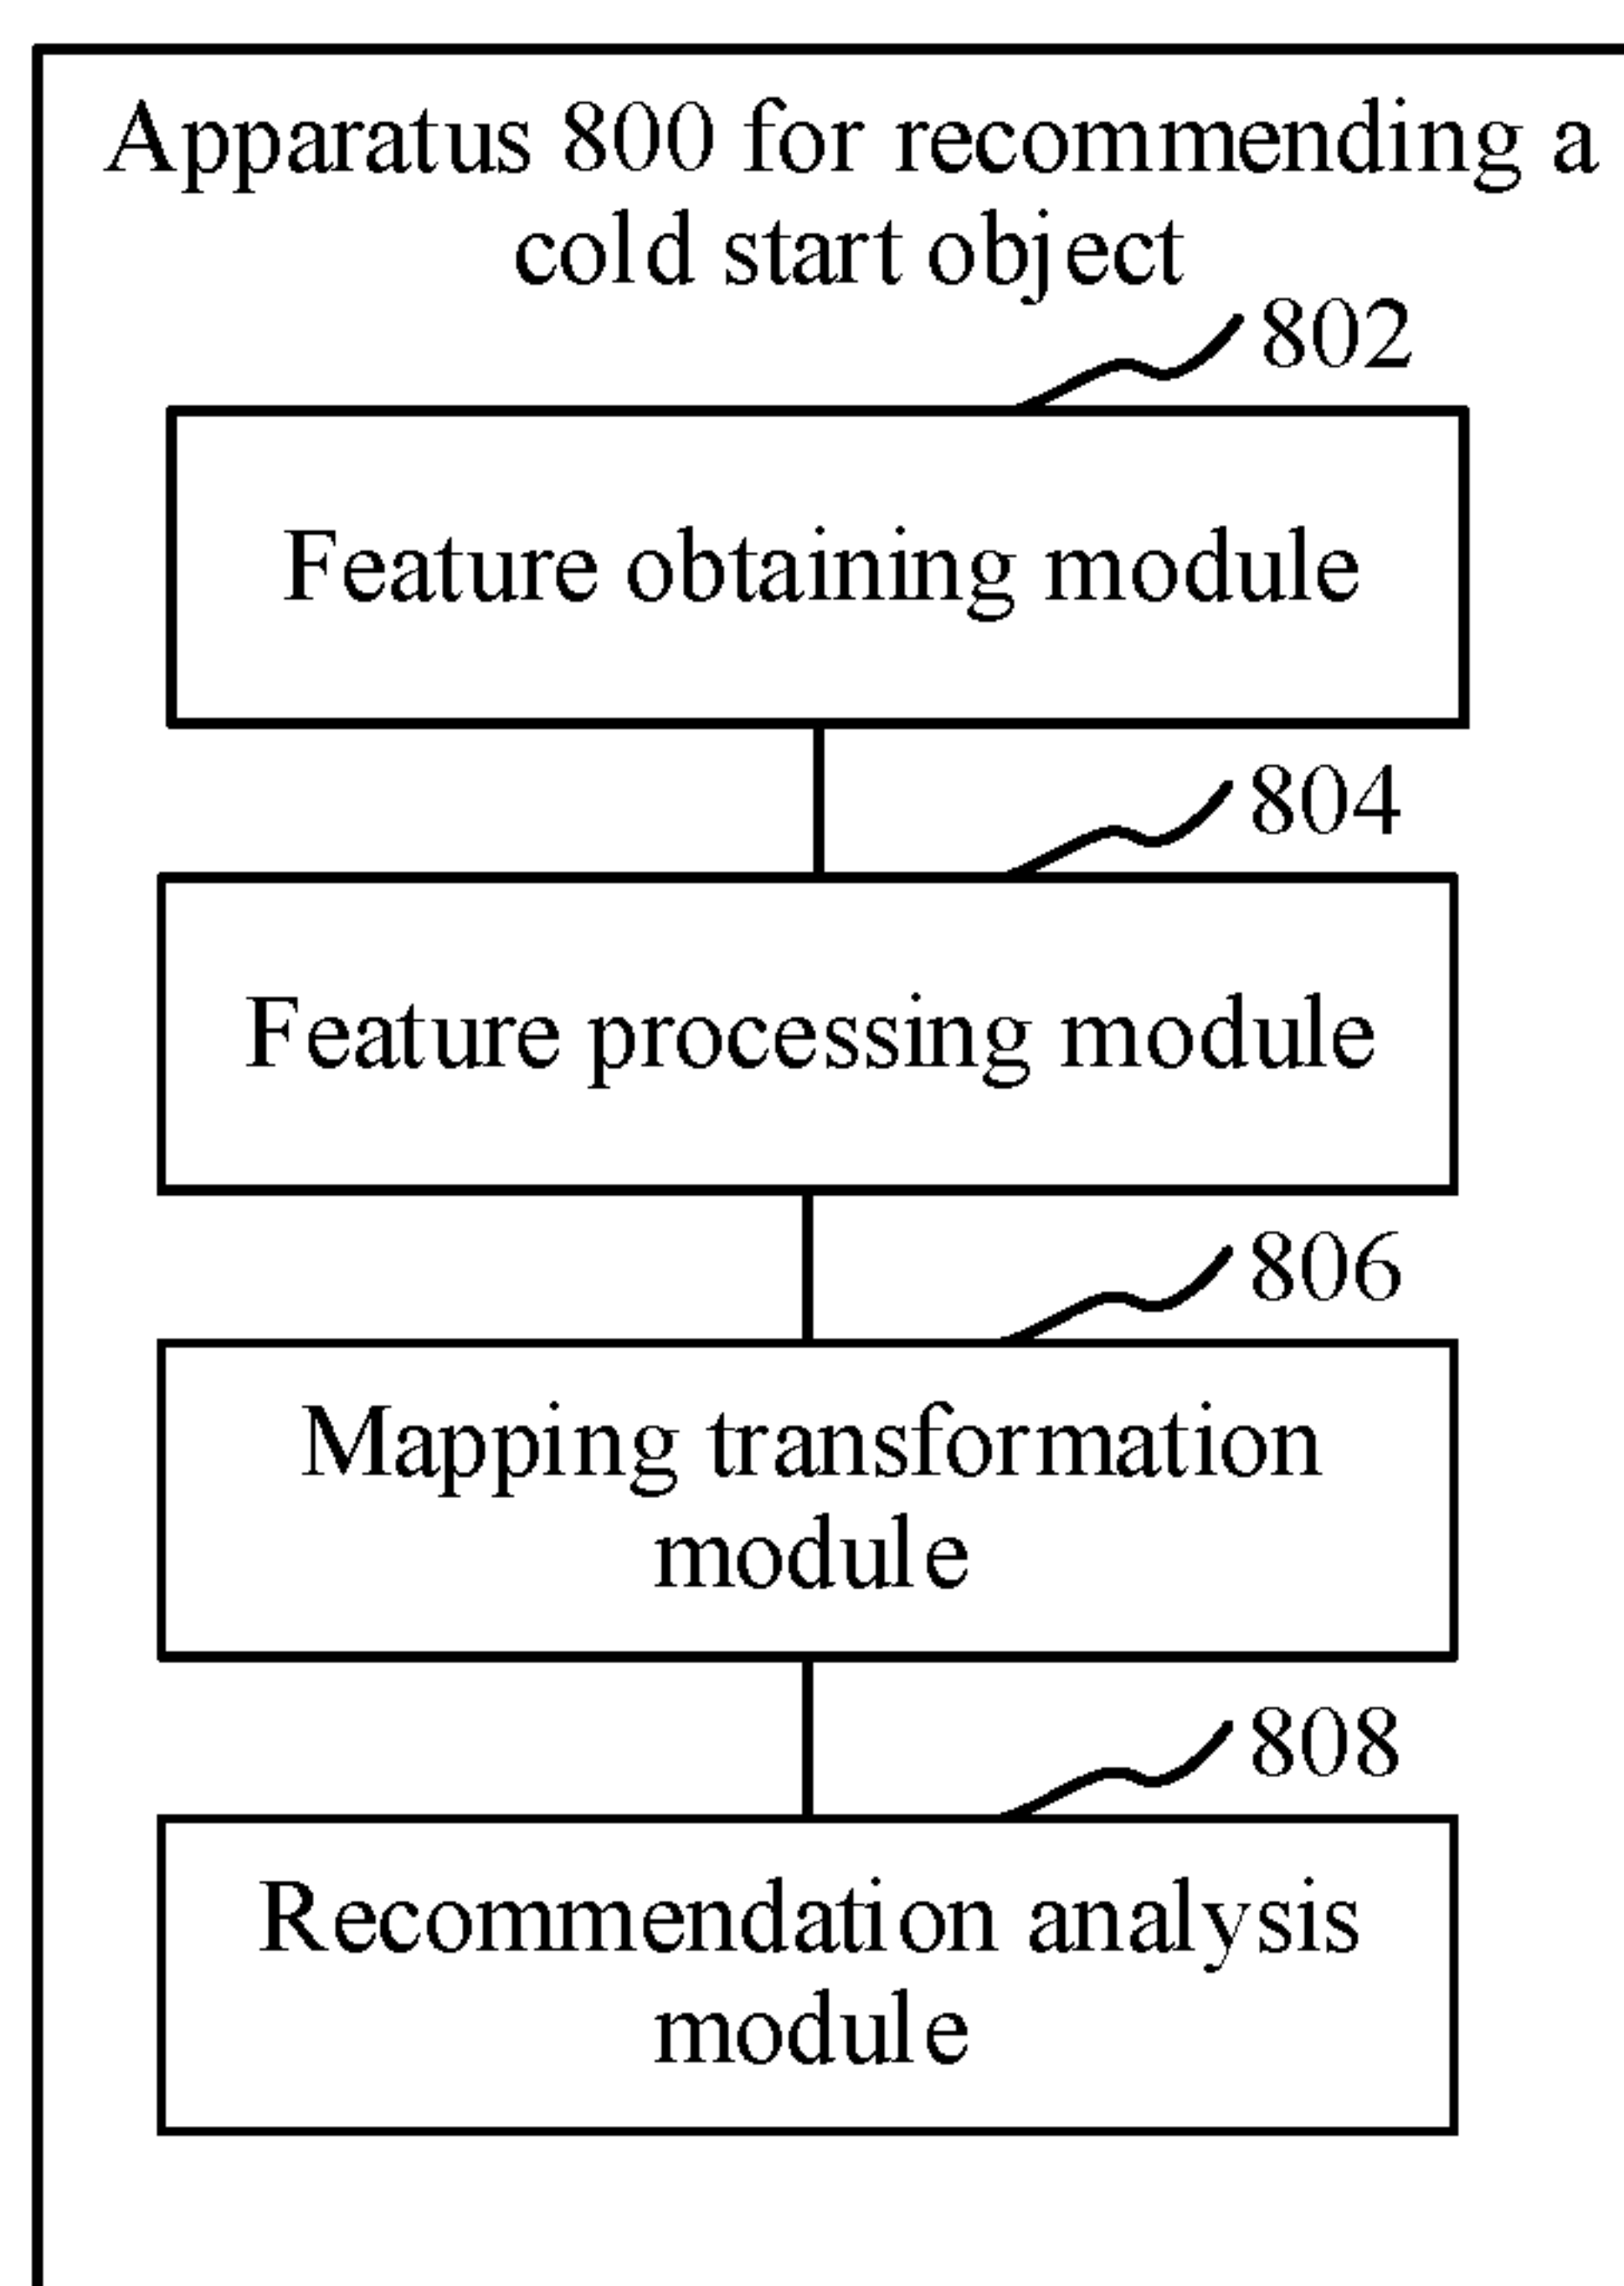 Apparatus 800 for recommending a
cold start object
802
Feature obtaining module
804
Feature processing module
806
Mapping transformation
module
808
Recommendation analysis
module